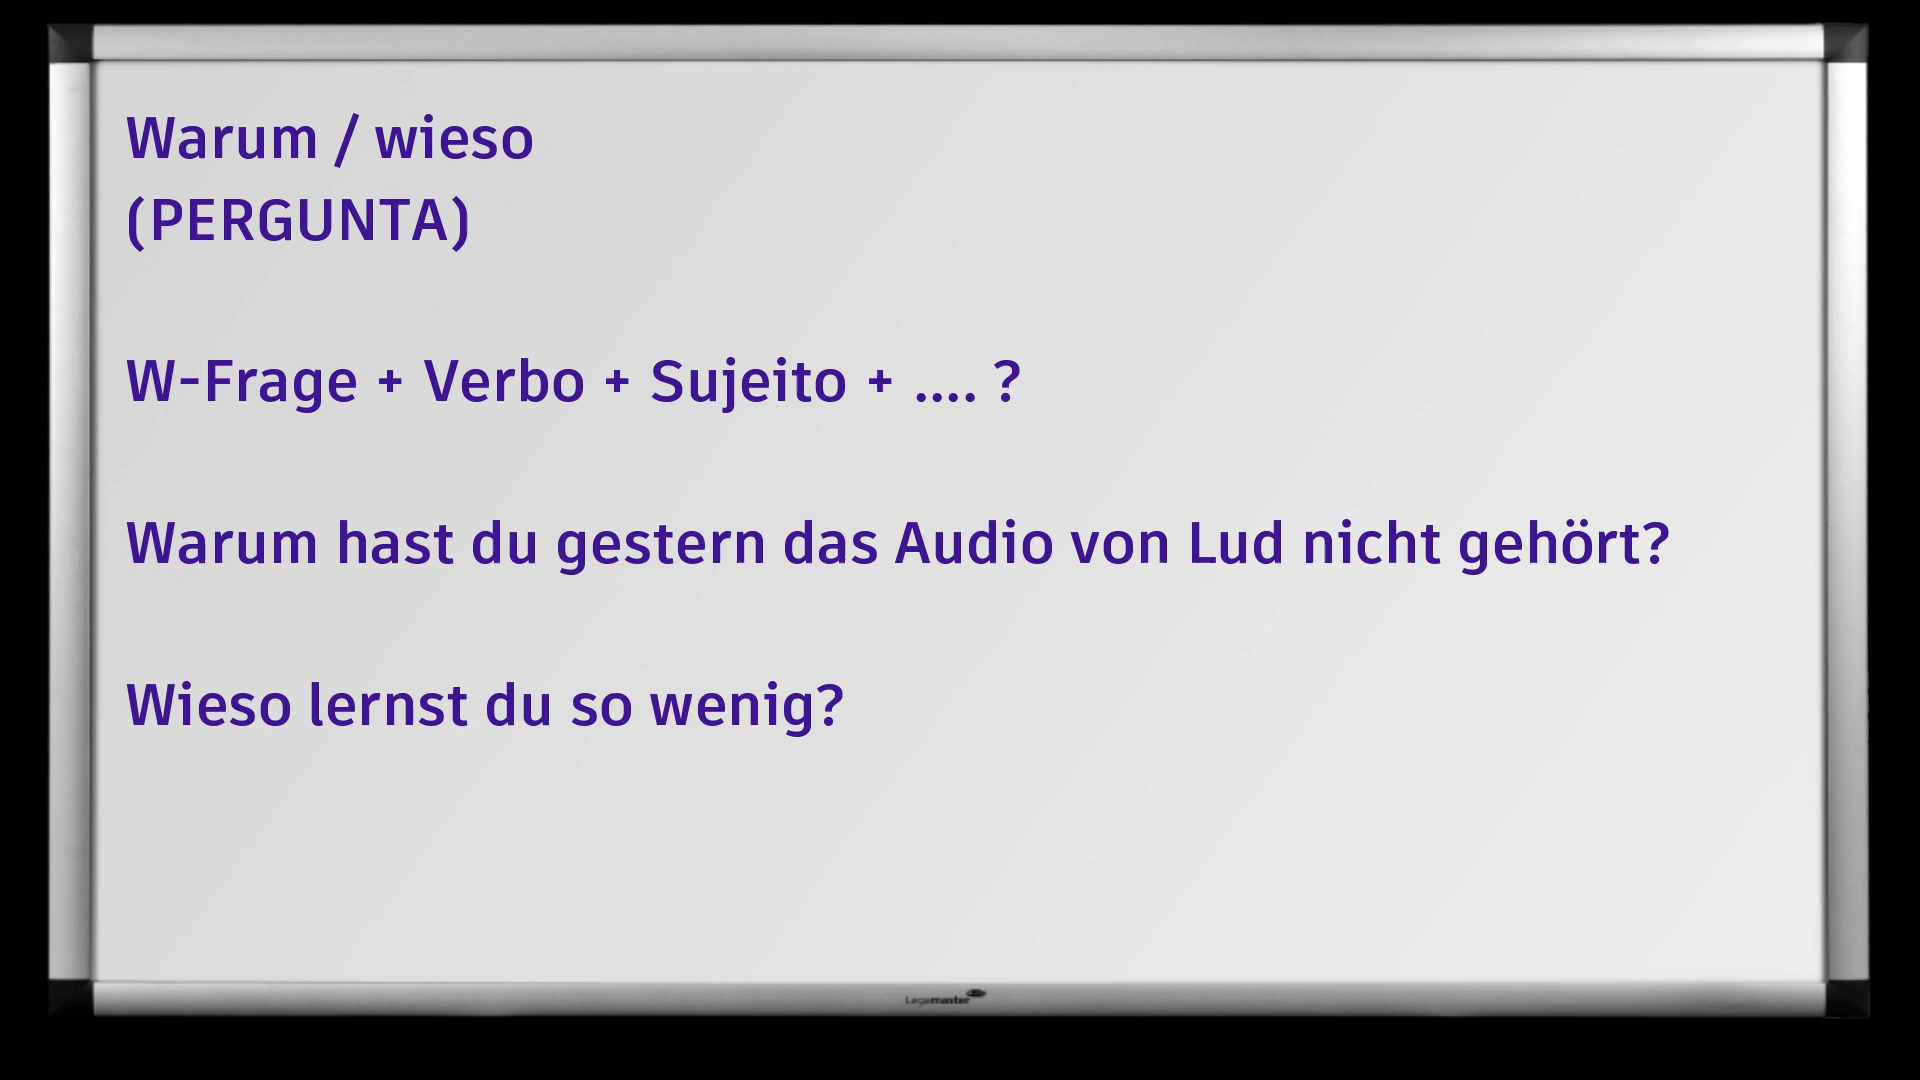 Warum / wieso
(PERGUNTA)
W-Frage + Verbo + Sujeito + .... ?
Warum hast du gestern das Audio von Lud nicht gehört?
Wieso lernst du so wenig?
Legamaster